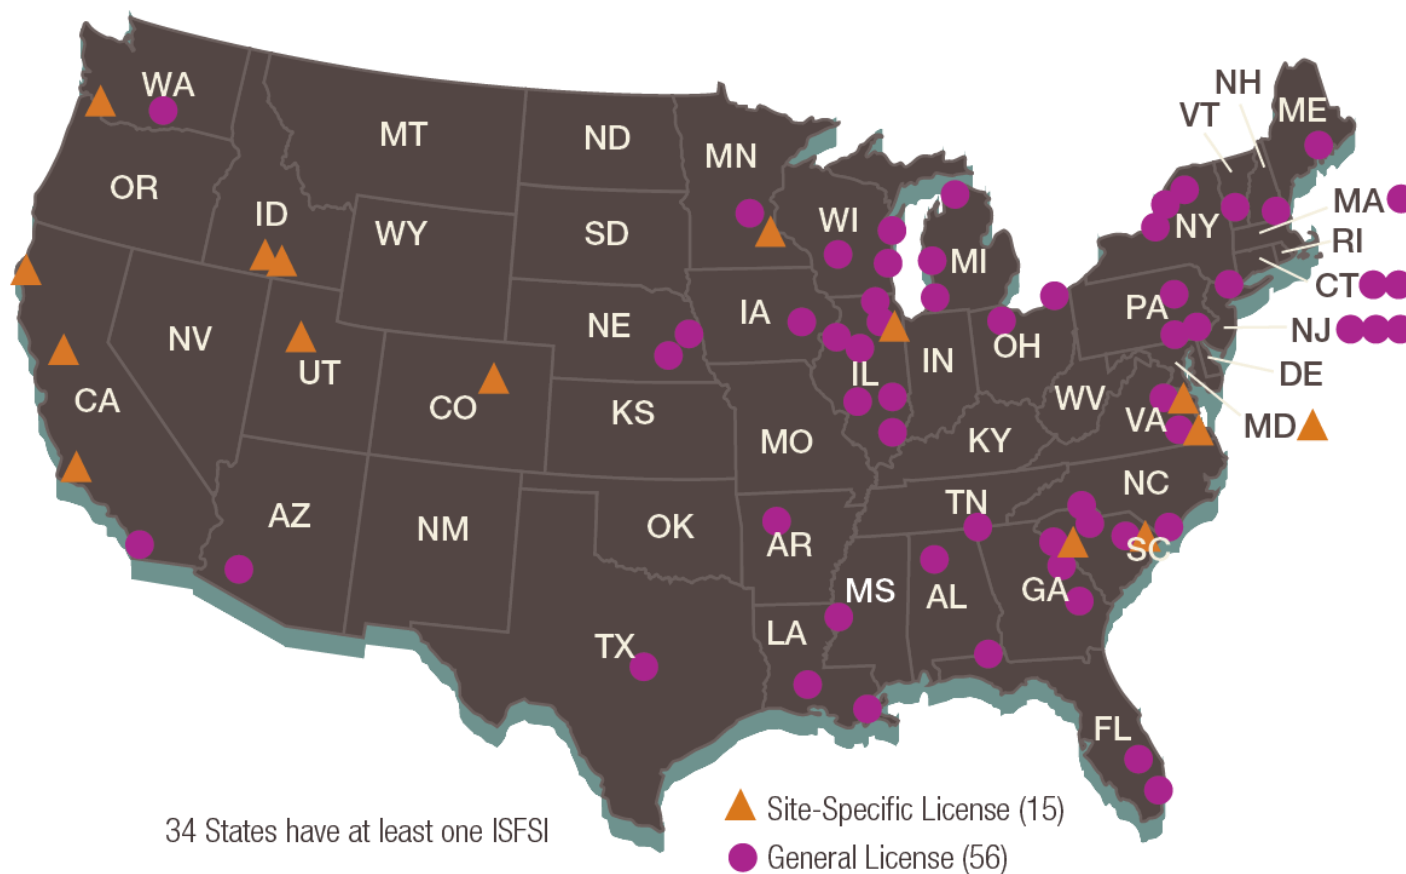 NH
WA
VT
ME
MT
ND
MN
OR
MA
ID
WI
NY
WY
SD
RI
MI
CT
PA
IA
NE
NJ
NV
OH
IN
UT
IL
DE
CA
CO
KS
WV
VA
MD
MO
KY
NC
TN
AZ
NM
OK
AR
SC
MS
GA
AL
LA
TX
FL
Site-Specific License (15)
34 States have at least one ISFSI
General License (56)